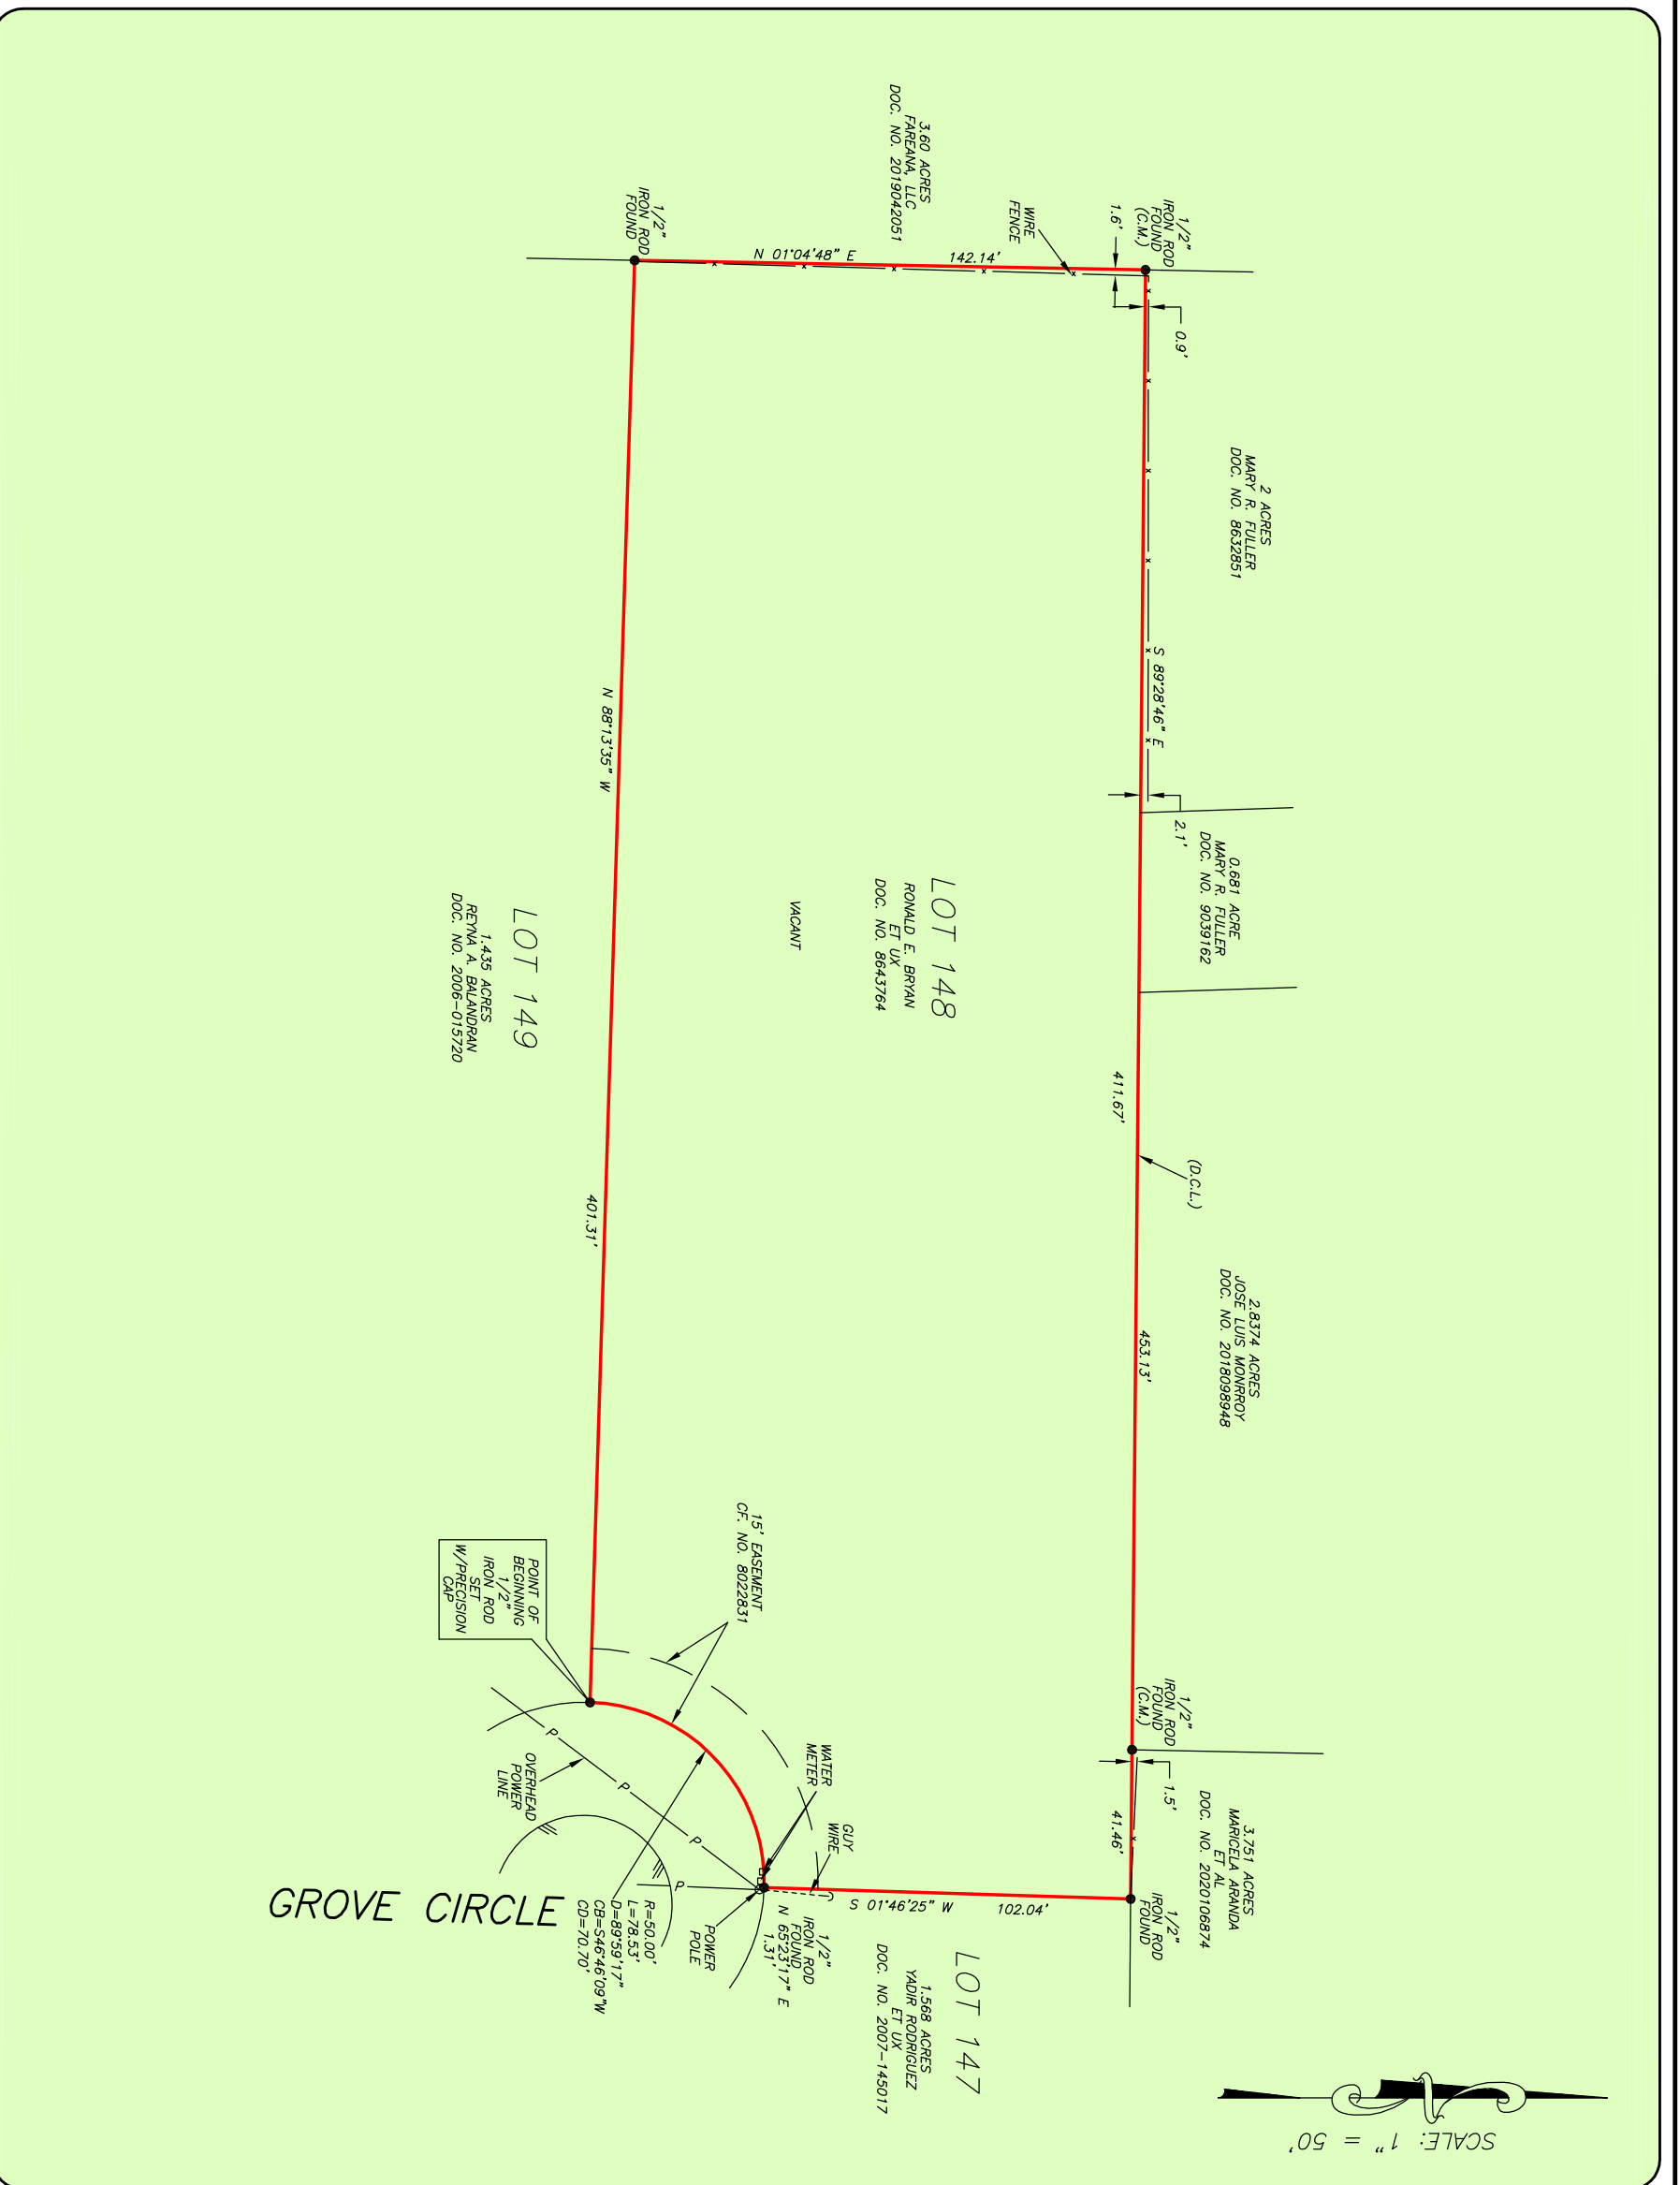 3.60 ACRES
FAREANA, LLC
DOC. NO. 2019042051
1/2"
IRON ROD
FOUND
(C.M.)
1.6'
WIRE
FENCE
1/2"
IRON ROD
FOUND
N 01°04'48" E
142.14'
0.9'
2 ACRES
MARY R. FULLER
DOC. NO. 8632851
S 89°28'46" E
2.1'
0.681 ACRE
MARY R. FULLER
DOC. NO. 9039162
411.67'
(D.C.L.)
453.13'
2.8374 ACRES
JOSE LUIS MONRROY
DOC. NO. 2018098948
LOT 148
RONALD E. BRYAN
ET UX
DOC. NO. 8643764
VACANT
N 88°13'35" W
401.31'
LOT 149
1.435 ACRES
REYNA A. BALANDRAN
DOC. NO. 2006-015720
15' EASEMENT
CF. NO. 8022831
POINT OF
BEGINNING
1/2"
IRON ROD
SET
W/PRECISION
CAP
1/2"
IRON ROD
FOUND
(C.M.)
1.5'
41.46'
3.751 ACRES
MARICELA ARANDA
ET AL
DOC. NO. 2020106874
1/2"
IRON ROD
FOUND
WATER
METER
GUY
WIRE
P
P
P
P
OVERHEAD
POWER
LINE
S 01°46'25" W
102.04'
1/2"
IRON ROD
FOUND
N 65°23'17" E
1.31'
POWER
POLE
R=50.00'
L=78.53'
D=89°59'17"
CB=S46°46'09"W
CD=70.70'
GROVE CIRCLE
LOT 147
1.568 ACRES
YADIR RODRIGUEZ
ET UX
DOC. NO. 2007-145017
SCALE: 1" = 50'